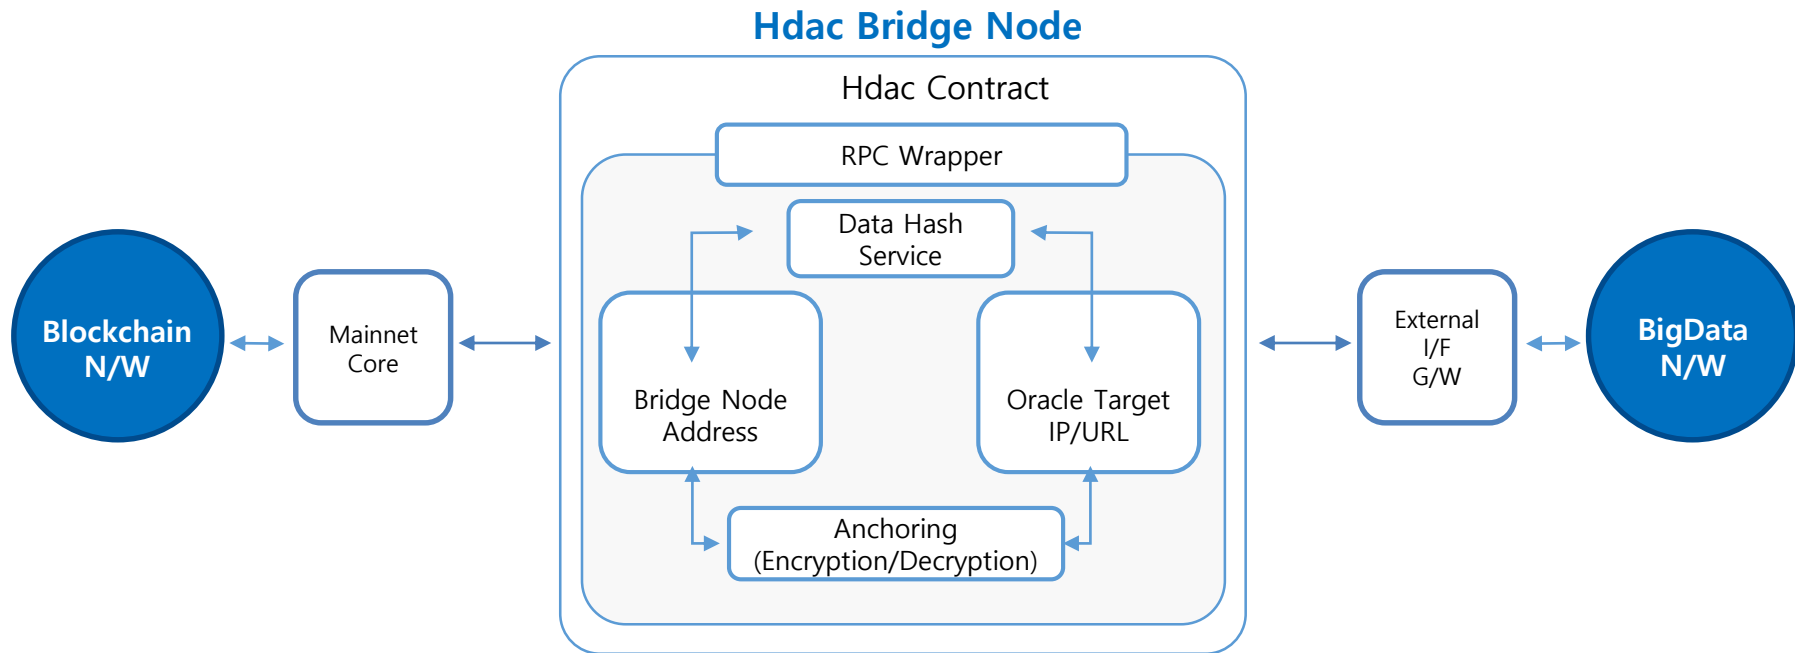 Hdac Bridge Node
Hdac Contract
RPC Wrapper
Data Hash
Service
Blockchain
N/W
Mainnet
Core
Bridge Node
Address
Oracle Target
IP/URL
External
I/F
G/W
BigData
N/W
Anchoring
(Encryption/Decryption)